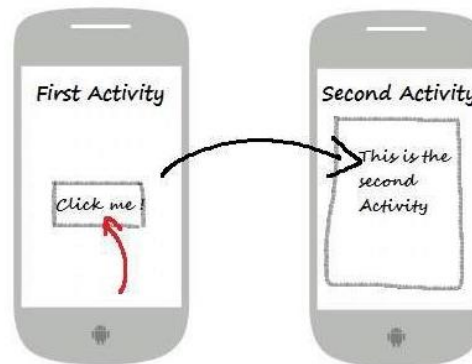 First Activity
Click me !
Second Activity
This is the
second
Activity